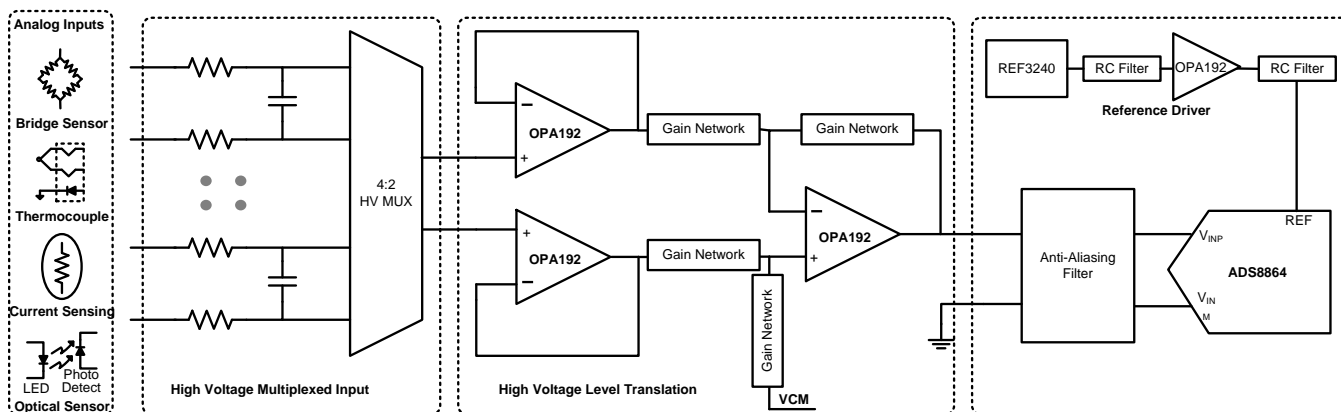 Analog Inputs
Bridge Sensor
Thermocouple
Current Sensing
LED
Photo
Detect
Optical Sensor
4:2
HV MUX
High Voltage Multiplexed Input
OPA192
+
OPA192
+
Gain Network
Gain Network
Gain Network
Gain Network
OPA192
+
VCM
High Voltage Level Translation
REF3240
RC Filter
OPA192
RC Filter
Reference Driver
Anti-Aliasing
Filter
REF
VINP
ADS8864
VIN
M